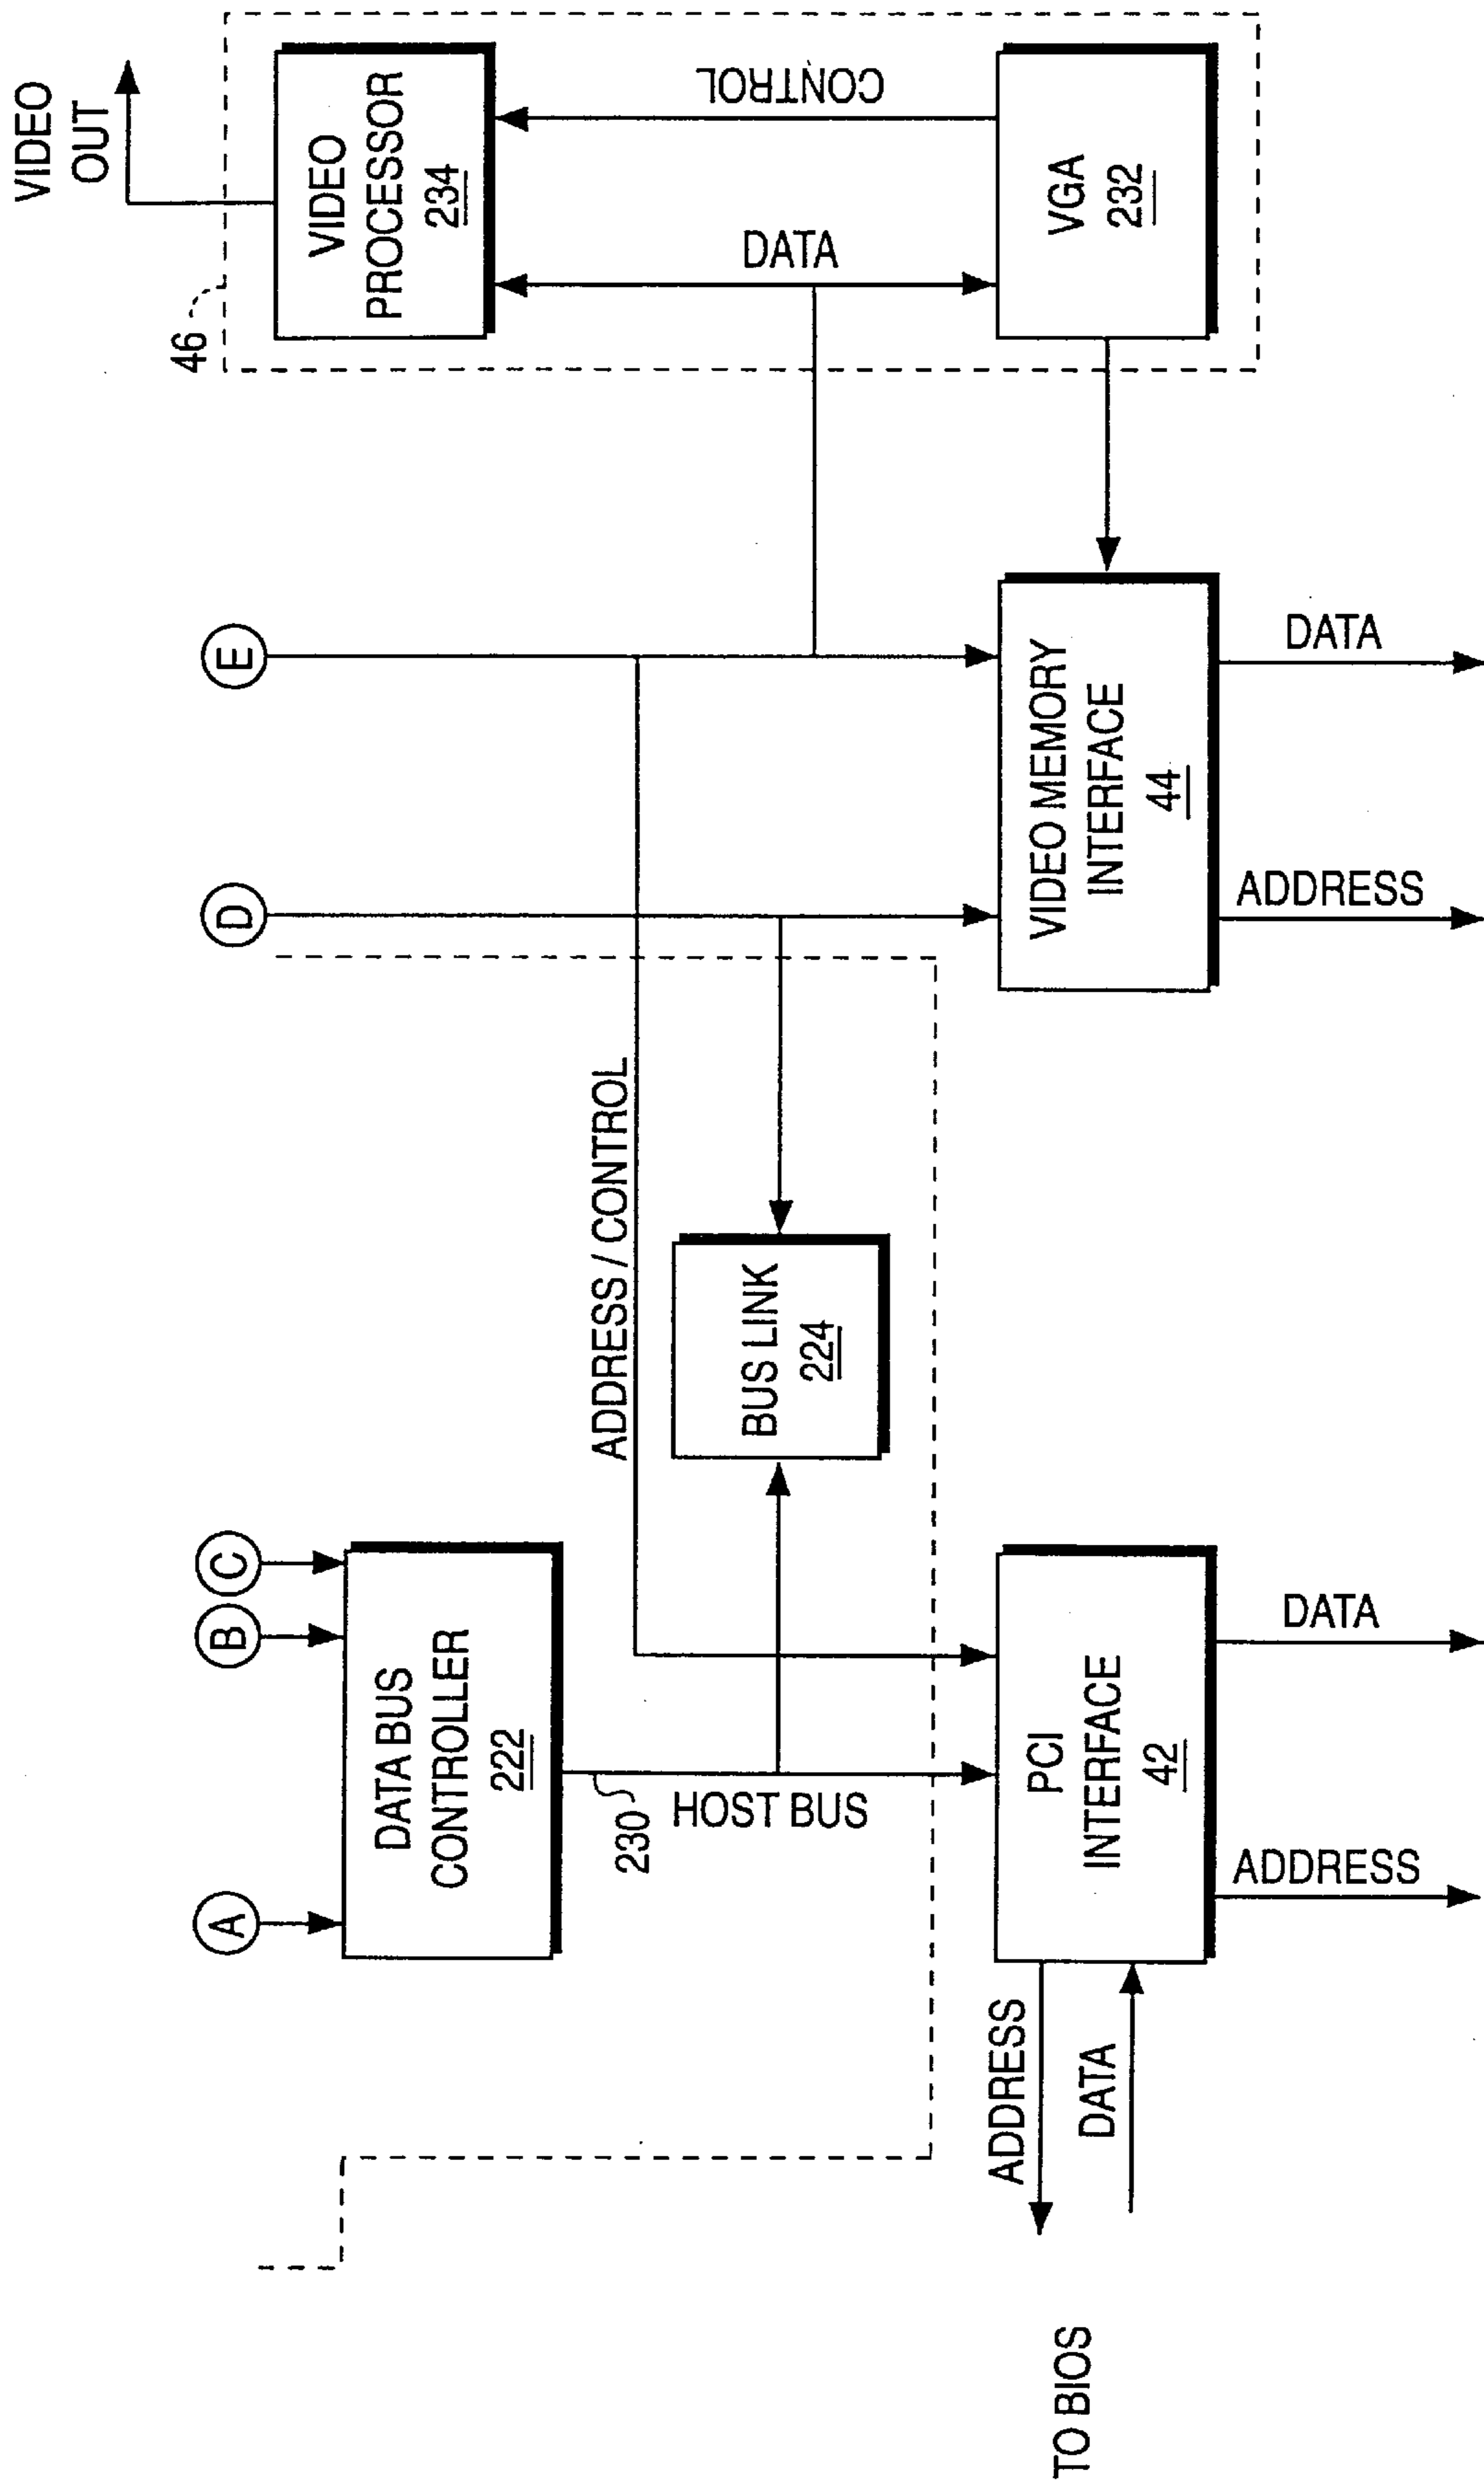 A
B
C
D
E
DATA BUS
CONTROLLER
222
230
HOST BUS
ADDRESS / CONTROL
BUS LINK
224
46
VIDEO
OUT
VIDEO
PROCESSOR
234
DATA
CONTROL
VGA
232
TO BIOS
ADDRESS
DATA
PCI
INTERFACE
42
ADDRESS
DATA
VIDEO MEMORY
INTERFACE
44
ADDRESS
DATA